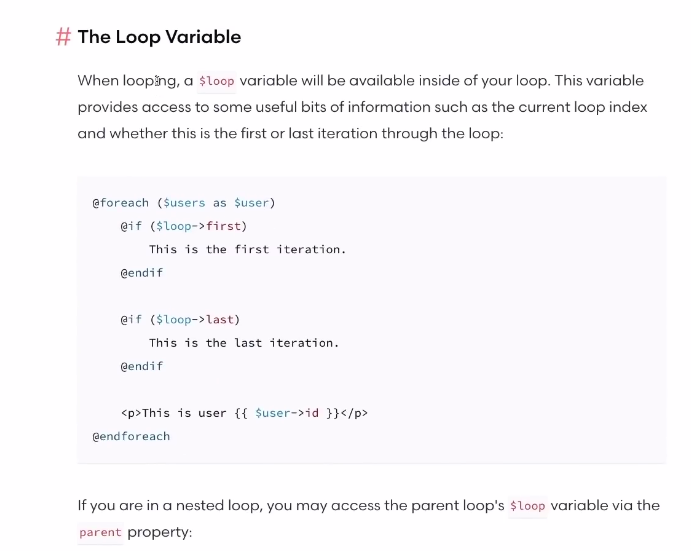 # The Loop Variable
When looping, a $loop variable will be available inside of your loop. This variable
provides access to some useful bits of information such as the current loop index
and whether this is the first or last iteration through the loop:
@foreach ($users as $user)
    @if ($loop->first)
        This is the first iteration.
    @endif
    @if ($loop->last)
        This is the last iteration.
    @endif
    <p>This is user {{ $user->id }}</p>
@endforeach
If you are in a nested loop, you may access the parent loop's $loop variable via the
parent property: